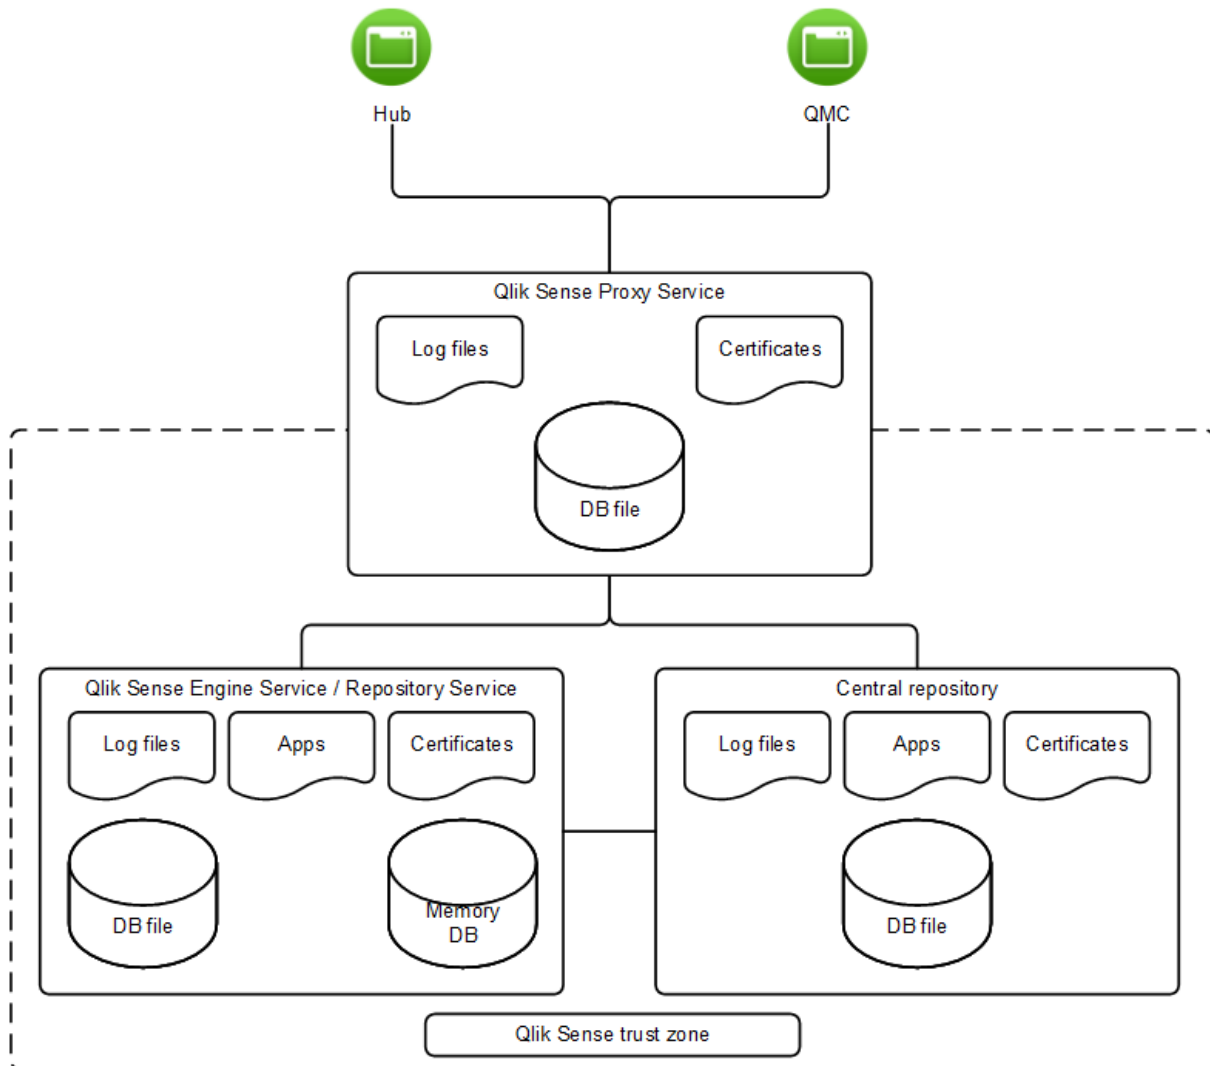 Hub
QMC
Qlik Sense Proxy Service
Log files
Certificates
DB file
Qlik Sense Engine Service / Repository Service
Log files
Apps
Certificates
DB file
Memory
DB
Central repository
Log files
Apps
Certificates
DB file
Qlik Sense trust zone